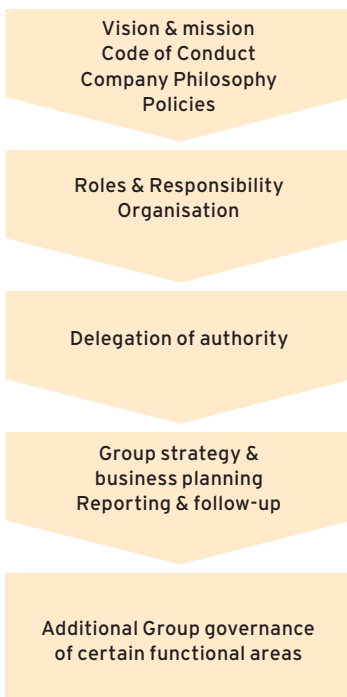 Vision & mission
Code of Conduct
Company Philosophy
Policies
Roles & Responsibility
Organisation
Delegation of authority
Group strategy &
business planning
Reporting & follow-up
Additional Group governance
of certain functional areas